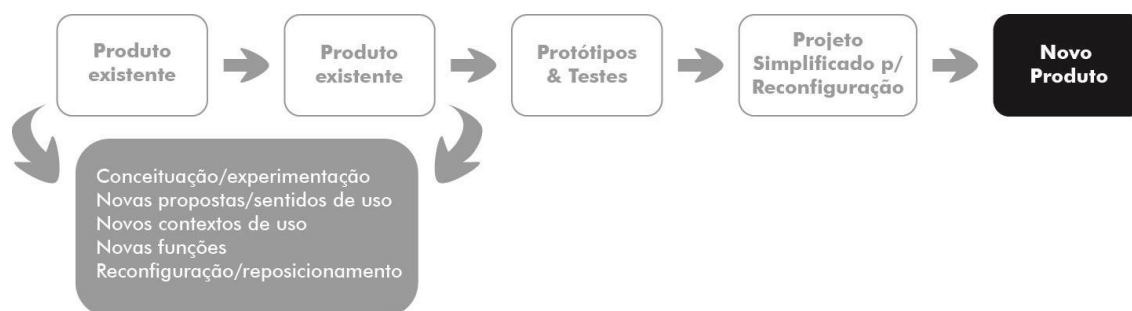 Produto
existente
Produto
existente
Protótipos
& Testes
Projeto
Simplificado p/
Reconfiguração
Novo
Produto
Conceituação/experimentação
Novas propostas/sentidos de uso
Novos contextos de uso
Novas funções
Reconfiguração/reposicionamento